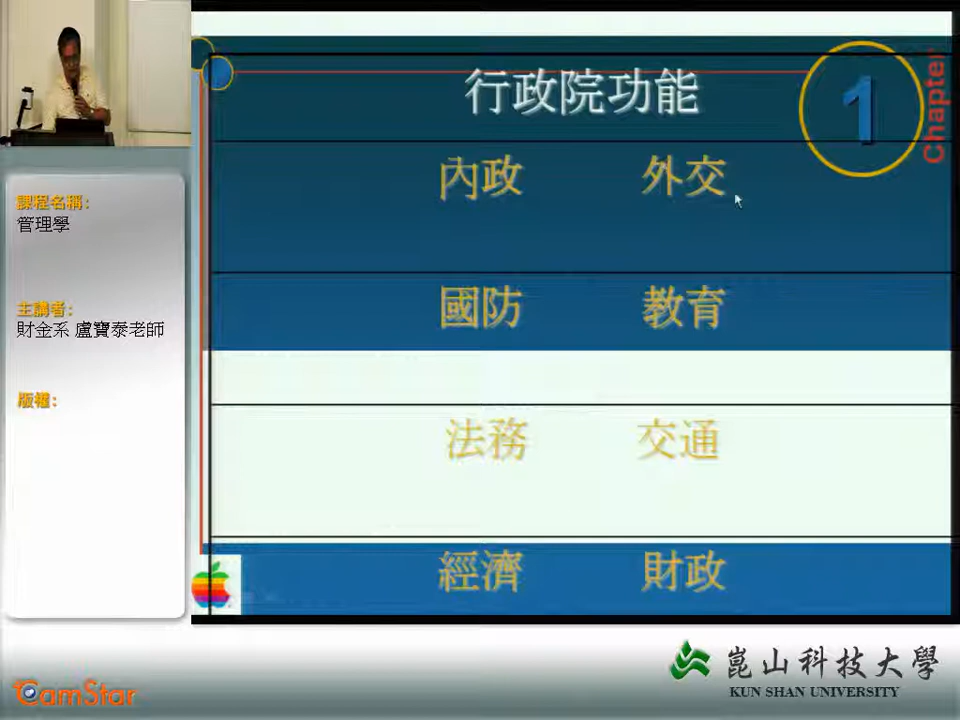 行政院功能
1
Chapter
內政 外交
國防 教育
法務 交通
經濟 財政
課程名稱:
管理學
主講者:
財金系 盧寶泰老師
版權:
CamStar
崑山科技大學
KUN SHAN UNIVERSITY